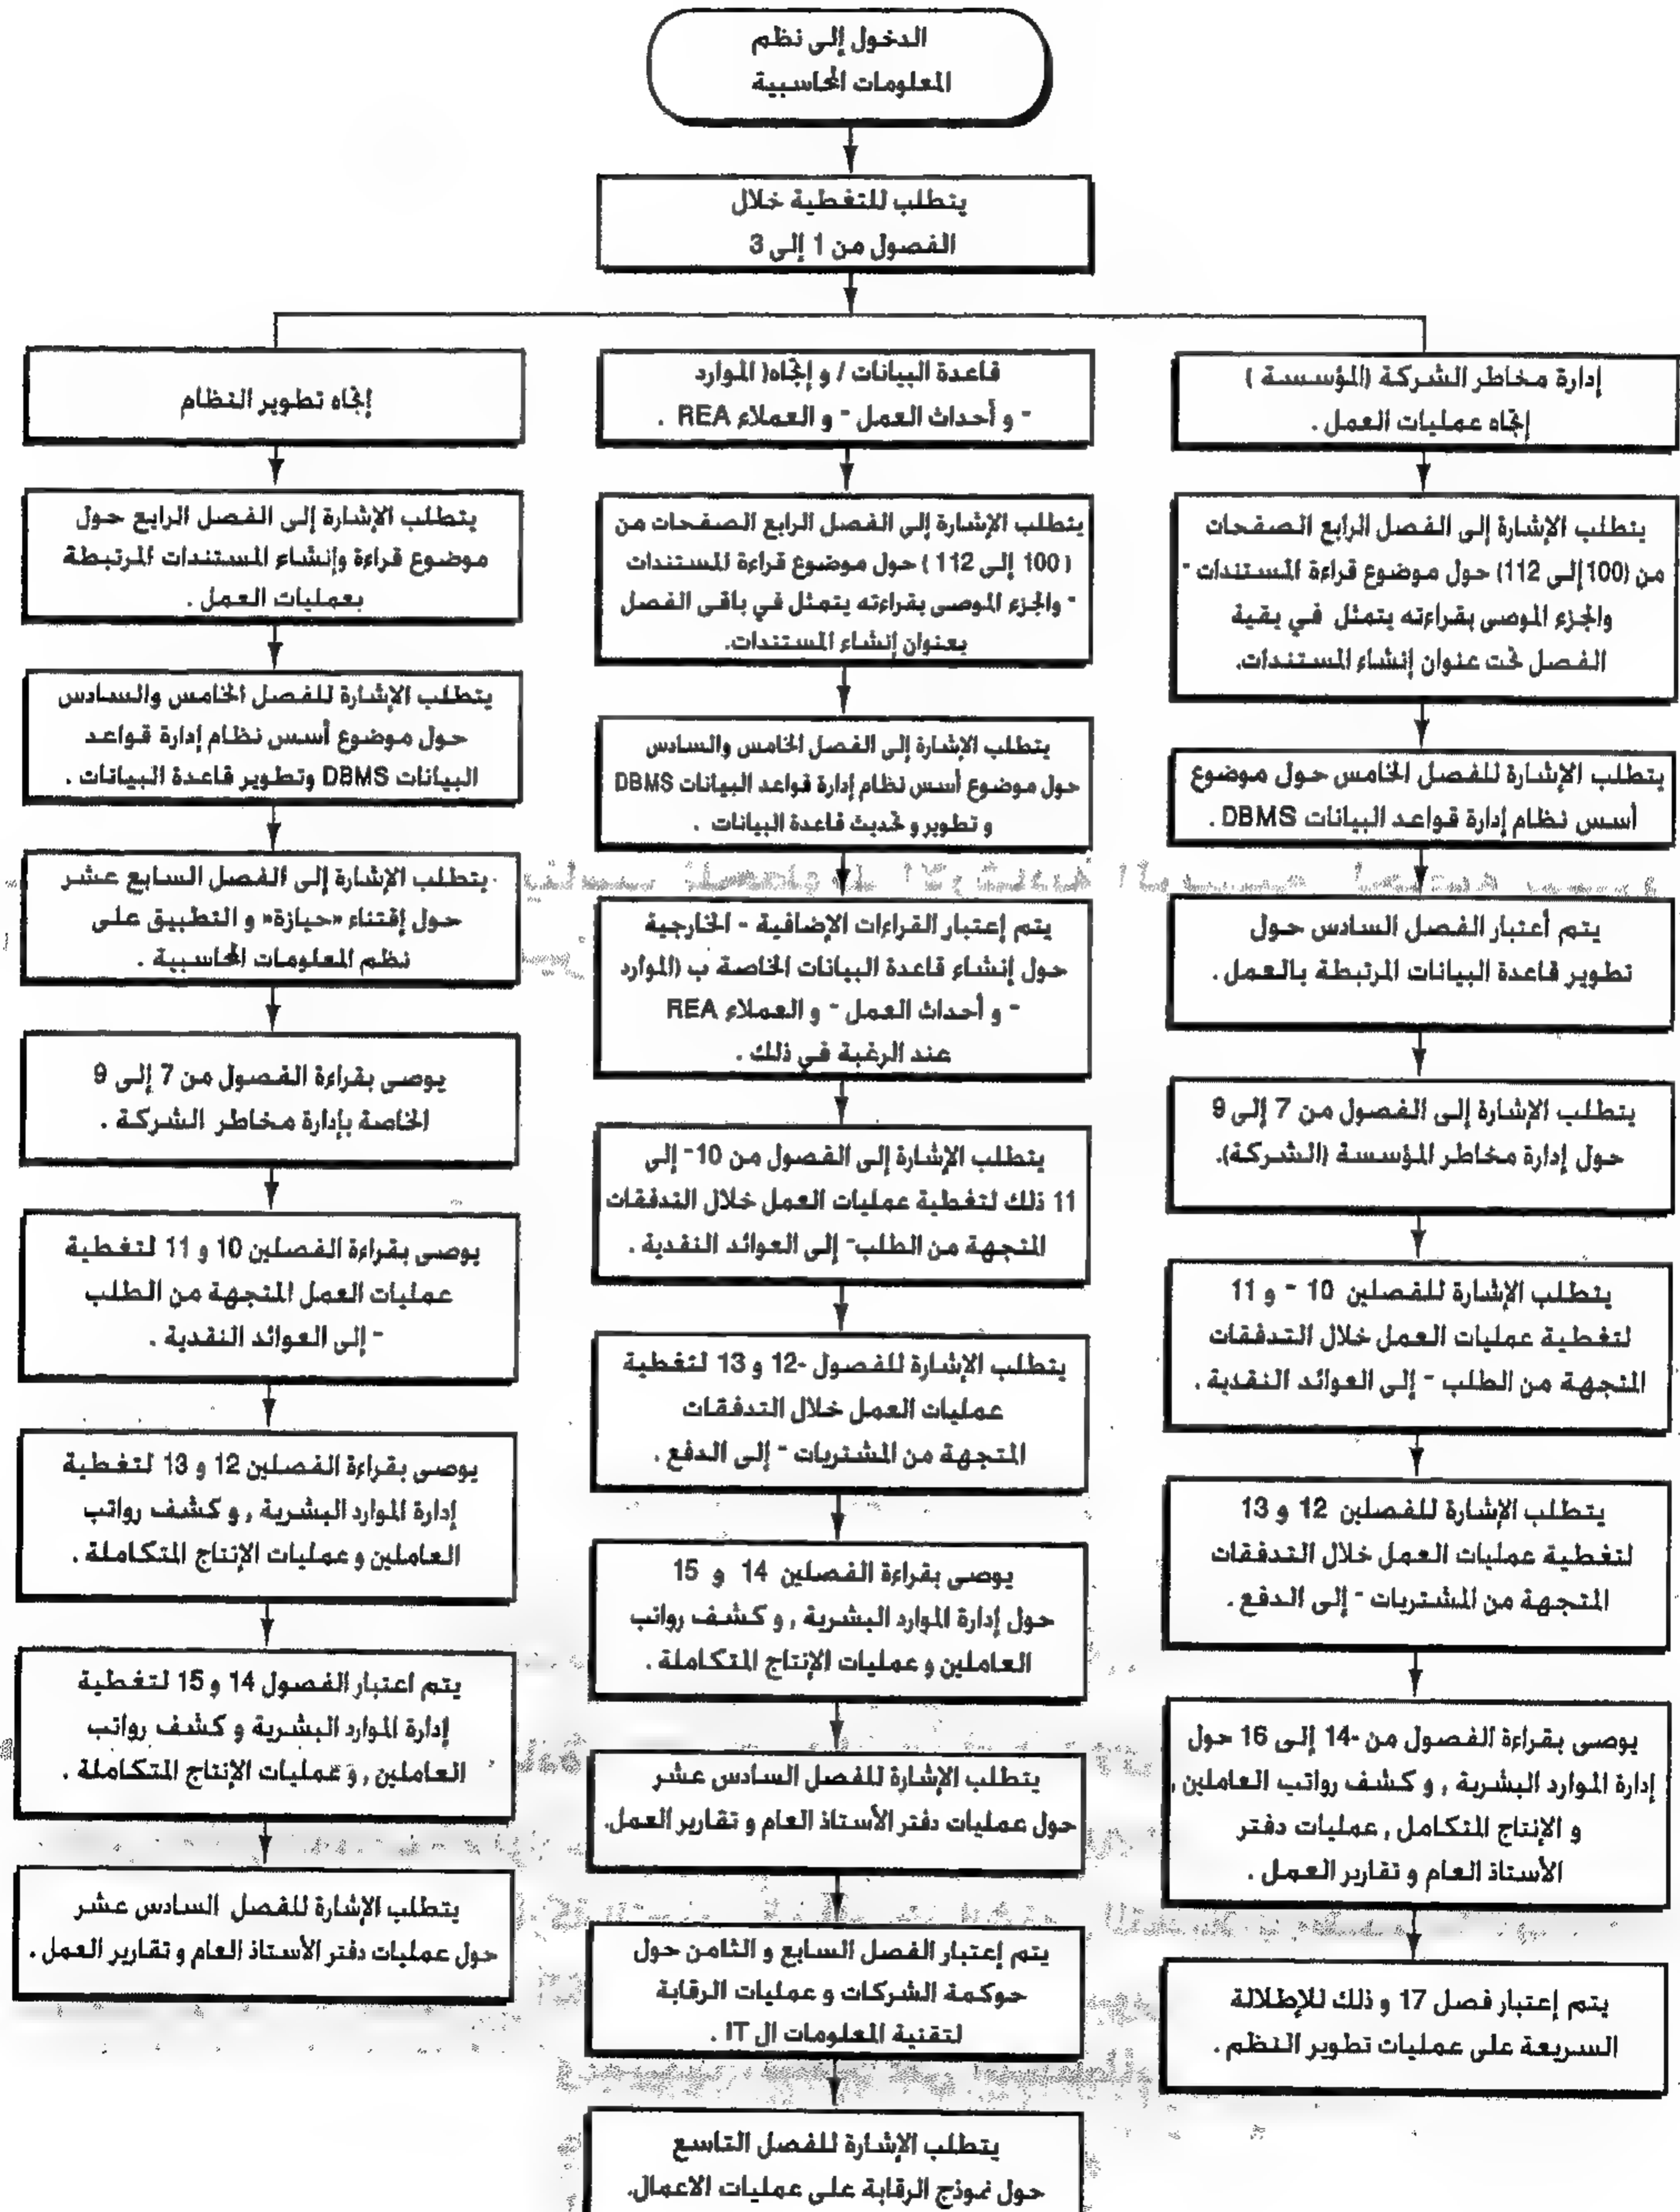 الدخول إلى نظم
المعلومات المحاسبية
يتطلب للتغطية خلال
الفصول من 1 إلى 3
إدارة مخاطر الشركة (المؤسسة )
إتجاه عمليات العمل .
يتطلب الإشارة إلى الفصل الرابع الصفحات
من (100 إلى 112) حول موضوع قراءة المستندات -
والجزء الموصى بقراءته يتمثل في بقية
الفصل تحت عنوان إنشاء المستندات.
يتطلب الإشارة للفصل الخامس حول موضوع
أسس نظام إدارة قواعد البيانات DBMS .
يتم أعتبار الفصل السادس حول
تطوير قاعدة البيانات المرتبطة بالعمل .
يتطلب الإشارة إلى الفصول من 7 إلى 9
حول إدارة مخاطر المؤسسة (الشركة).
يتطلب الإشارة للفصلين 10 - و 11
لتغطية عمليات العمل خلال التدفقات
المتجهة من الطلب - إلى العوائد النقدية .
يتطلب الإشارة للفصلين 12 و 13
لتغطية عمليات العمل خلال التدفقات
المتجهة من المشتريات - إلى الدفع .
يوصى بقراءة الفصول من -14 إلى 16 حول
إدارة الموارد البشرية , و كشف رواتب العاملين ,
و الإنتاج المتكامل , عمليات دفتر
الأستاذ العام و تقارير العمل .
يتم إعتبار فصل 17 و ذلك للإطلالة
السريعة على عمليات تطوير النظم .
قاعدة البيانات / و إتجاه( الموارد
- و أحداث العمل - و العملاء REA .
يتطلب الإشارة إلى الفصل الرابع الصفحات من
( 100 إلى 112 ) حول موضوع قراءة المستندات
- والجزء الموصى بقراءته يتمثل في باقى الفصل
بعنوان إنشاء المستندات.
يتطلب الإشارة إلى الفصل الخامس والسادس
حول موضوع أسس نظام إدارة قواعد البيانات DBMS
و تطوير و تحديث قاعدة البيانات .
يتم إعتبار القراءات الإضافية - الخارجية
حول إنشاء قاعدة البيانات الخاصة ب (الموارد
- و أحداث العمل - و العملاء REA
عند الرغبة في ذلك .
يتطلب الإشارة إلى الفصول من 10- إلى
11 ذلك لتغطية عمليات العمل خلال التدفقات
المتجهة من الطلب- إلى العوائد النقدية .
يتطلب الإشارة للفصول -12 و 13 لتغطية
عمليات العمل خلال التدفقات
المتجهة من المشتريات - إلى الدفع .
يوصى بقراءة الفصلين 14 و 15
حول إدارة الموارد البشرية , و كشف رواتب
العاملين و عمليات الإنتاج المتكاملة .
يتطلب الإشارة للفصل السادس عشر
حول عمليات دفتر الأستاذ العام و تقارير العمل.
يتم إعتبار الفصل السابع و الثامن حول
حوكمة الشركات و عمليات الرقابة
لتقنية المعلومات ال IT .
يتطلب الإشارة للفصل التاسع
حول نموذج الرقابة على عمليات الاعمال.
إتجاه تطوير النظام
يتطلب الإشارة إلى الفصل الرابع حول
موضوع قراءة وإنشاء المستندات المرتبطة
بعمليات العمل .
يتطلب الإشارة للفصل الخامس والسادس
حول موضوع أسس نظام إدارة قواعد
البيانات DBMS وتطوير قاعدة البيانات .
يتطلب الإشارة إلى الفصل السابع عشر
حول إقتناء «حيازة» و التطبيق على
نظم المعلومات المحاسبية .
يوصى بقراءة الفصول من 7 إلى 9
الخاصة بإدارة مخاطر الشركة .
يوصى بقراءة الفصلين 10 و 11 لتغطية
عمليات العمل المتجهة من الطلب
- إلى العوائد النقدية .
يوصى بقراءة الفصلين 12 و 13 لتغطية
إدارة الموارد البشرية , و كشف رواتب
العاملين و عمليات الإنتاج المتكاملة .
يتم اعتبار الفصول 14 و 15 لتغطية
إدارة الموارد البشرية و كشف رواتب
العاملين , و عمليات الإنتاج المتكاملة .
يتطلب الإشارة للفصل السادس عشر
حول عمليات دفتر الأستاذ العام و تقارير العمل .